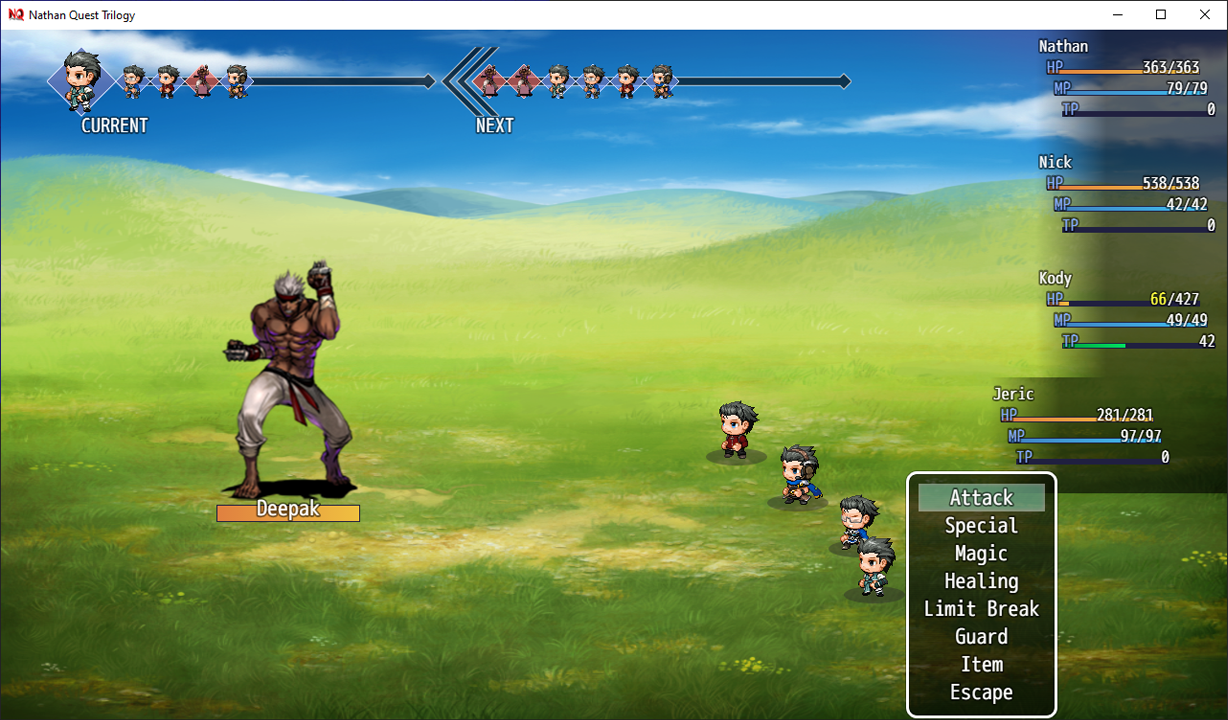 NQ Nathan Quest Trilogy
CURRENT
NEXT
Nathan
HP 363/363
MP 79/79
TP 0
Nick
HP 538/538
MP 42/42
TP 0
Kody
HP 66/427
MP 49/49
TP 42
Jeric
HP 281/281
MP 97/97
TP 0
Deepak
Attack
Special
Magic
Healing
Limit Break
Guard
Item
Escape